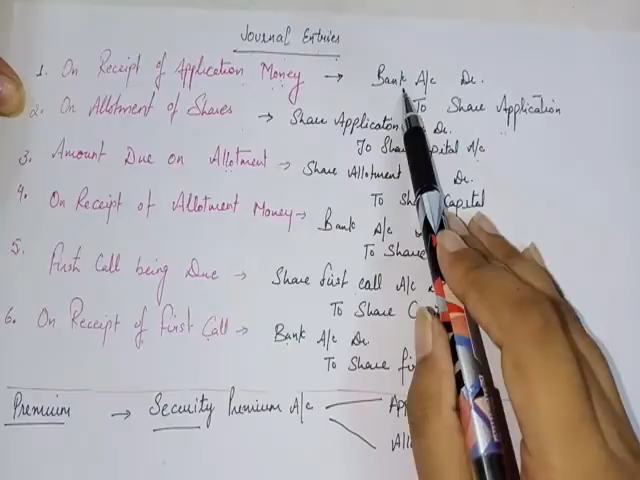 Journal Entries
1. On Receipt of Application Money → Bank A/c Dr.
To Share Application
2. On Allotment of Shares → Share Applicaton Dr.
To Share Capital A/c
3. Amount Due on Allotment → Share Allotment Dr.
To Share Capital
4. On Receipt of Allotment Money → Bank A/c
To Share
5. First Call being Due → Share first call A/c
To Share
6. On Receipt of First Call → Bank A/c Dr.
To Share
Premium → Security Premium A/c